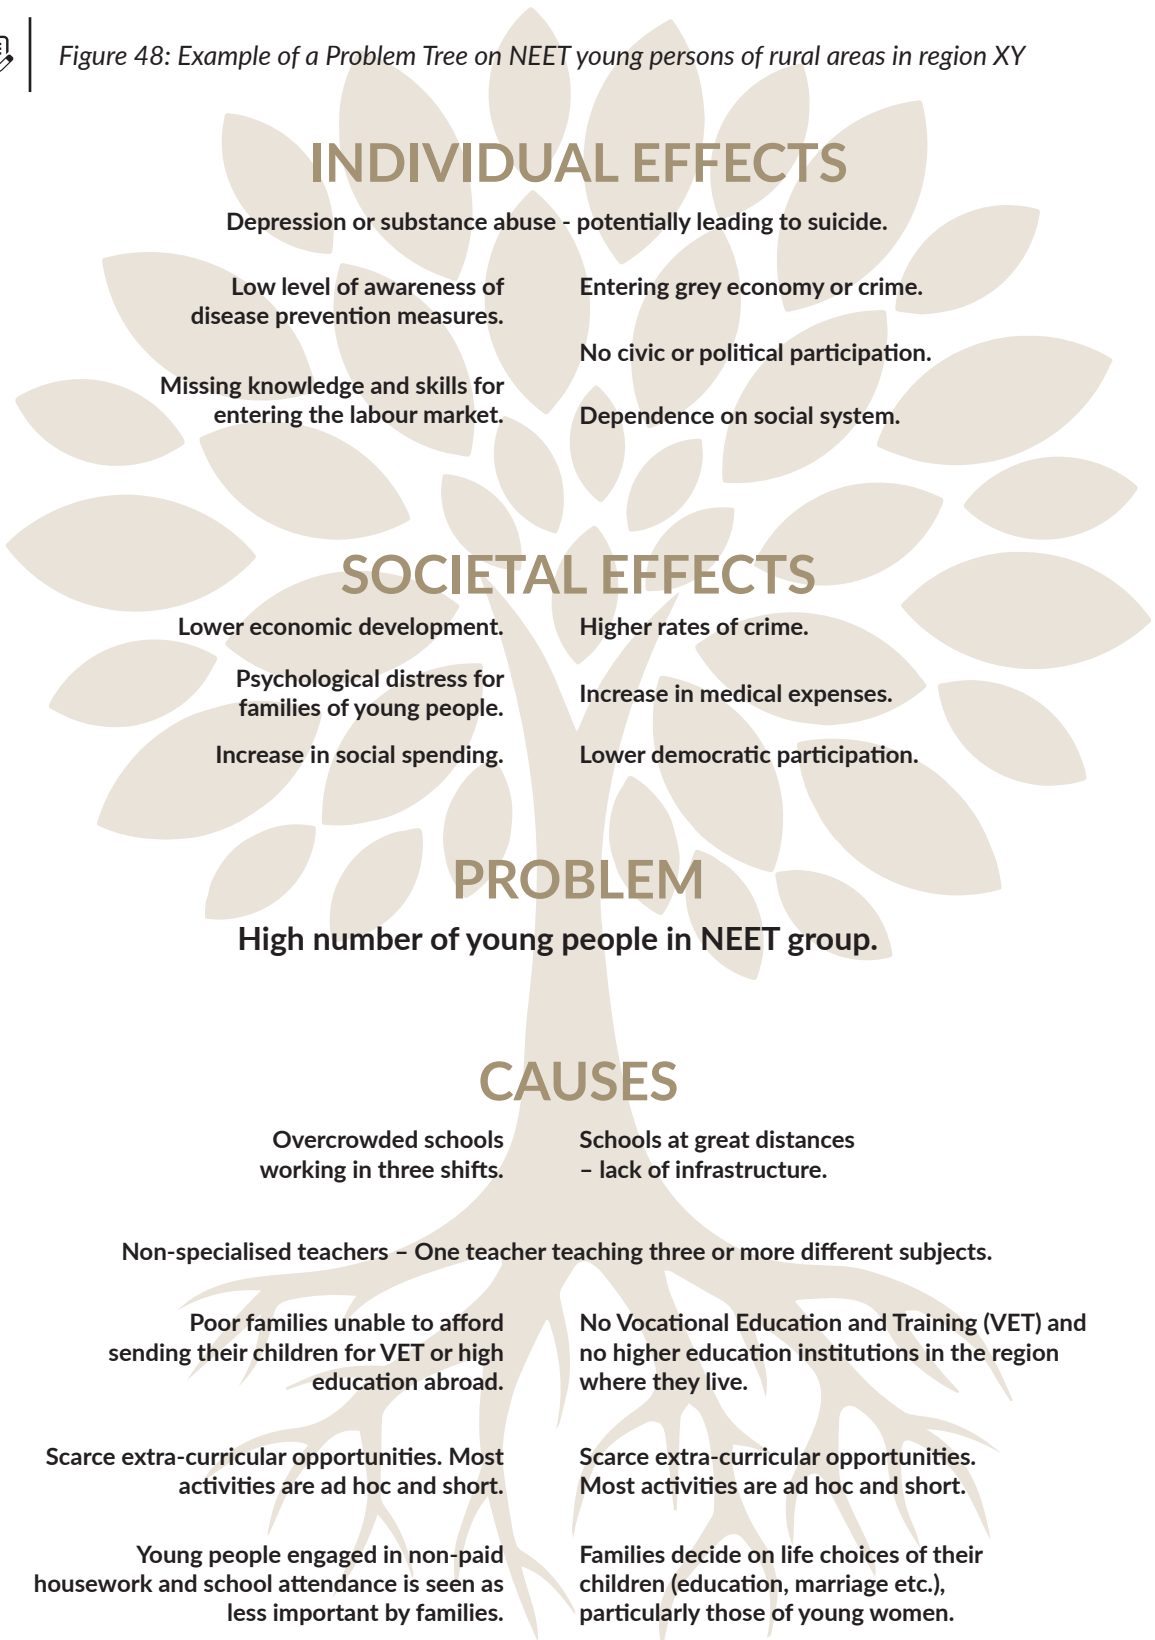 Figure 48: Example of a Problem Tree on NEET young persons of rural areas in region XY
INDIVIDUAL EFFECTS
Depression or substance abuse - potentially leading to suicide.
Low level of awareness of
disease prevention measures.
Missing knowledge and skills for
entering the labour market.
Entering grey economy or crime.
No civic or political participation.
Dependence on social system.
SOCIETAL EFFECTS
Lower economic development.
Psychological distress for
families of young people.
Increase in social spending.
Higher rates of crime.
Increase in medical expenses.
Lower democratic participation.
PROBLEM
High number of young people in NEET group.
CAUSES
Overcrowded schools
working in three shifts.
Schools at great distances
– lack of infrastructure.
Non-specialised teachers – One teacher teaching three or more different subjects.
Poor families unable to afford
sending their children for VET or high
education abroad.
No Vocational Education and Training (VET) and
no higher education institutions in the region
where they live.
Scarce extra-curricular opportunities. Most
activities are ad hoc and short.
Scarce extra-curricular opportunities.
Most activities are ad hoc and short.
Young people engaged in non-paid
housework and school attendance is seen as
less important by families.
Families decide on life choices of their
children (education, marriage etc.),
particularly those of young women.